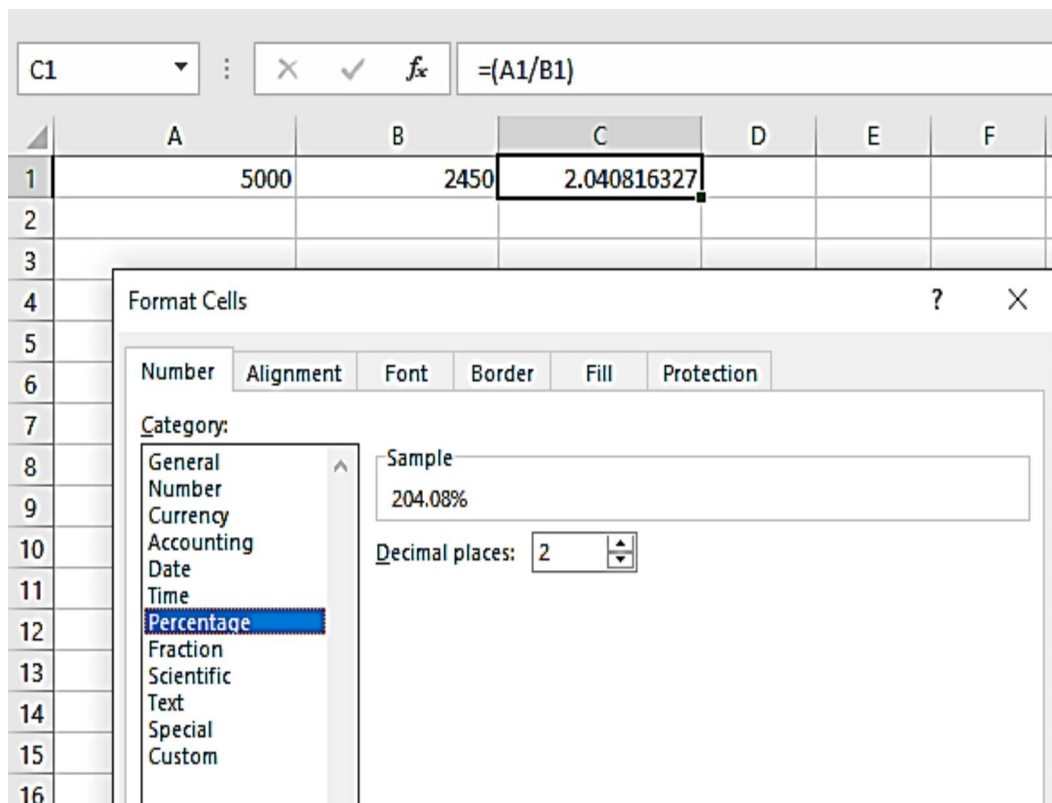 C1 fx =(A1/B1)
A B C D E F
1 5000 2450 2.040816327
2
3
4
5
6
7
8
9
10
11
12
13
14
15
16
Format Cells ?
Number Alignment Font Border Fill Protection
Category:
General
Number
Currency
Accounting
Date
Time
Percentage
Fraction
Scientific
Text
Special
Custom
Sample
204.08%
Decimal places: 2